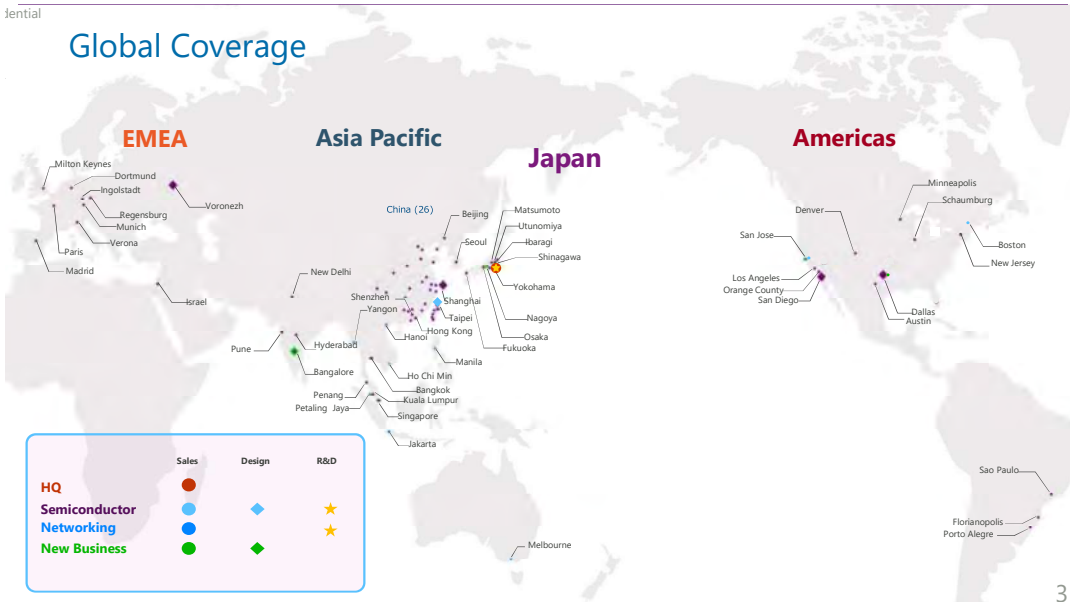 dential
Global Coverage
EMEA
Asia Pacific
Japan
Americas
Milton Keynes
Dortmund
Ingolstadt
Regensburg
Munich
Verona
Paris
Madrid
Voronezh
Israel
China (26)
Beijing
Seoul
New Delhi
Shenzhen
Yangon
Shanghai
Taipei
Hong Kong
Hanoi
Pune
Hyderabad
Bangalore
Manila
Ho Chi Min
Bangkok
Penang
Kuala Lumpur
Petaling Jaya
Singapore
Jakarta
Melbourne
Matsumoto
Utunomiya
Ibaragi
Shinagawa
Yokohama
Nagoya
Osaka
Fukuoka
Minneapolis
Schaumburg
Denver
San Jose
Boston
New Jersey
Los Angeles
Orange County
San Diego
Dallas
Austin
Sao Paulo
Florianopolis
Porto Alegre
Sales Design R&D
HQ
Semiconductor
Networking
New Business
3